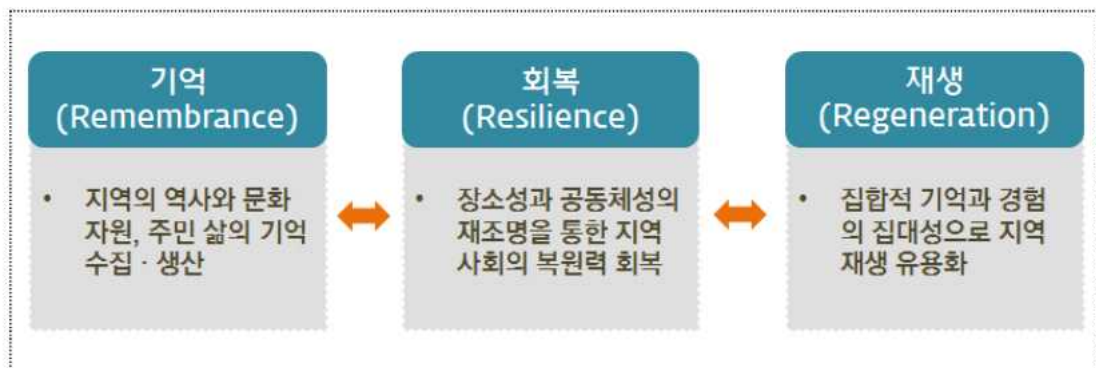 기억
(Remembrance)
• 지역의 역사와 문화
자원, 주민 삶의 기억
수집 · 생산
회복
(Resilience)
• 장소성과 공동체성의
재조명을 통한 지역
사회의 복원력 회복
재생
(Regeneration)
• 집합적 기억과 경험
의 집대성으로 지역
재생 유용화